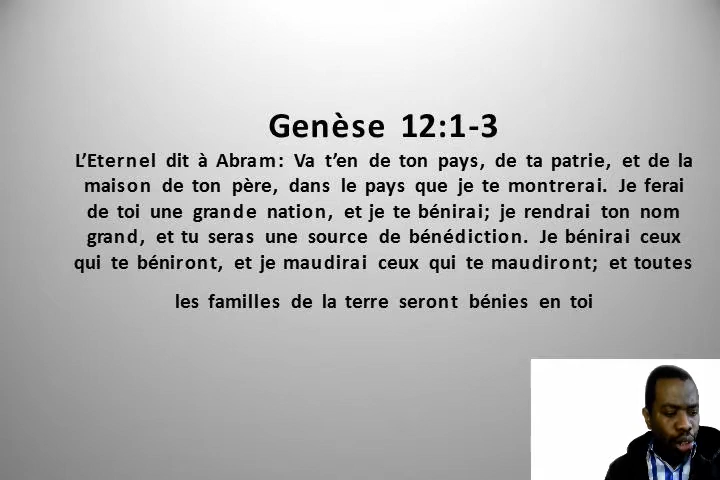 Genèse 12:1-3
L’Eternel dit à Abram: Va t’en de ton pays, de ta patrie, et de la
maison de ton père, dans le pays que je te montrerai. Je ferai
de toi une grande nation, et je te bénirai; je rendrai ton nom
grand, et tu seras une source de bénédiction. Je bénirai ceux
qui te béniront, et je maudirai ceux qui te maudiront; et toutes
les familles de la terre seront bénies en toi